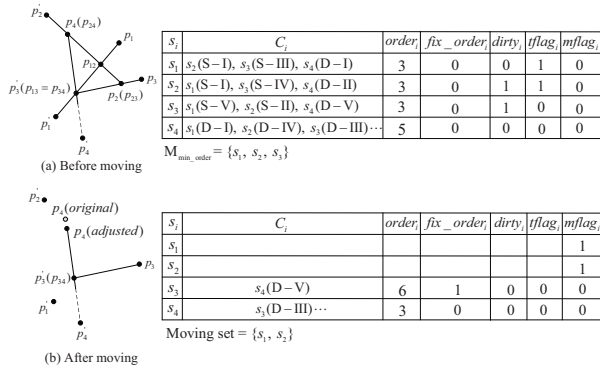 p'₂
p₄(p₂₄)
p₁
p₁₂
p₃
p'₃(p₁₃ = p₃₄)
p₂(p₂₃)
p'₁
p'₄
(a) Before moving
sᵢ Cᵢ orderᵢ fix_orderᵢ dirtyᵢ tflagᵢ mflagᵢ
s₁ s₂(S−I), s₃(S−III), s₄(D−I) 3 0 0 1 0
s₂ s₁(S−I), s₃(S−IV), s₄(D−II) 3 0 1 1 0
s₃ s₁(S−V), s₂(S−II), s₄(D−V) 3 0 1 0 0
s₄ s₁(D−I), s₂(D−IV), s₃(D−III)⋯ 5 0 0 0 0
M_min_order = {s₁, s₂, s₃}
p'₂
p₄(original)
p₄(adjusted)
p₃
p'₃(p₃₄)
p'₁
p'₄
(b) After moving
sᵢ Cᵢ orderᵢ fix_orderᵢ dirtyᵢ tflagᵢ mflagᵢ
s₁ 1
s₂ 1
s₃ s₄(D−V) 6 1 0 0 0
s₄ s₃(D−III)⋯ 3 0 0 0 0
Moving set = {s₁, s₂}